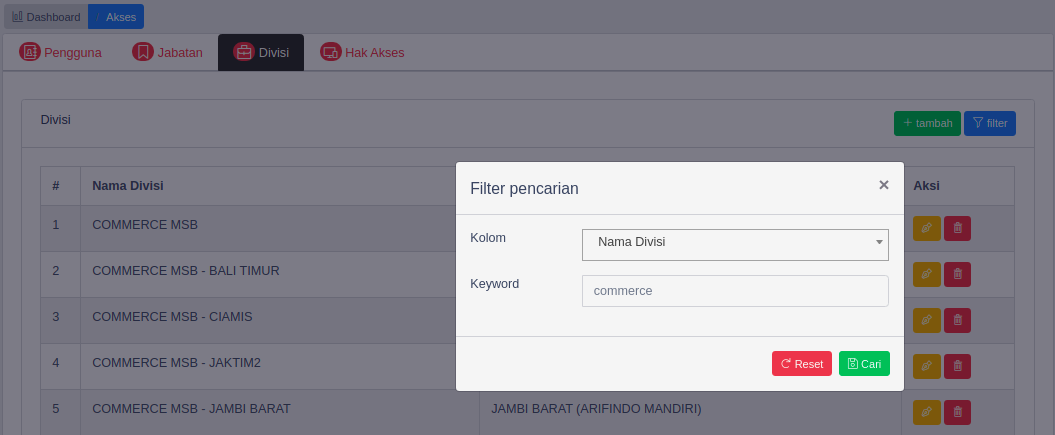 Dashboard Akses
Pengguna Jabatan Divisi Hak Akses
Divisi
tambah filter
# Nama Divisi Aksi
1 COMMERCE MSB
2 COMMERCE MSB - BALI TIMUR
3 COMMERCE MSB - CIAMIS
4 COMMERCE MSB - JAKTIM2
5 COMMERCE MSB - JAMBI BARAT JAMBI BARAT (ARIFINDO MANDIRI)
Filter pencarian ×
Kolom Nama Divisi
Keyword commerce
Reset Cari